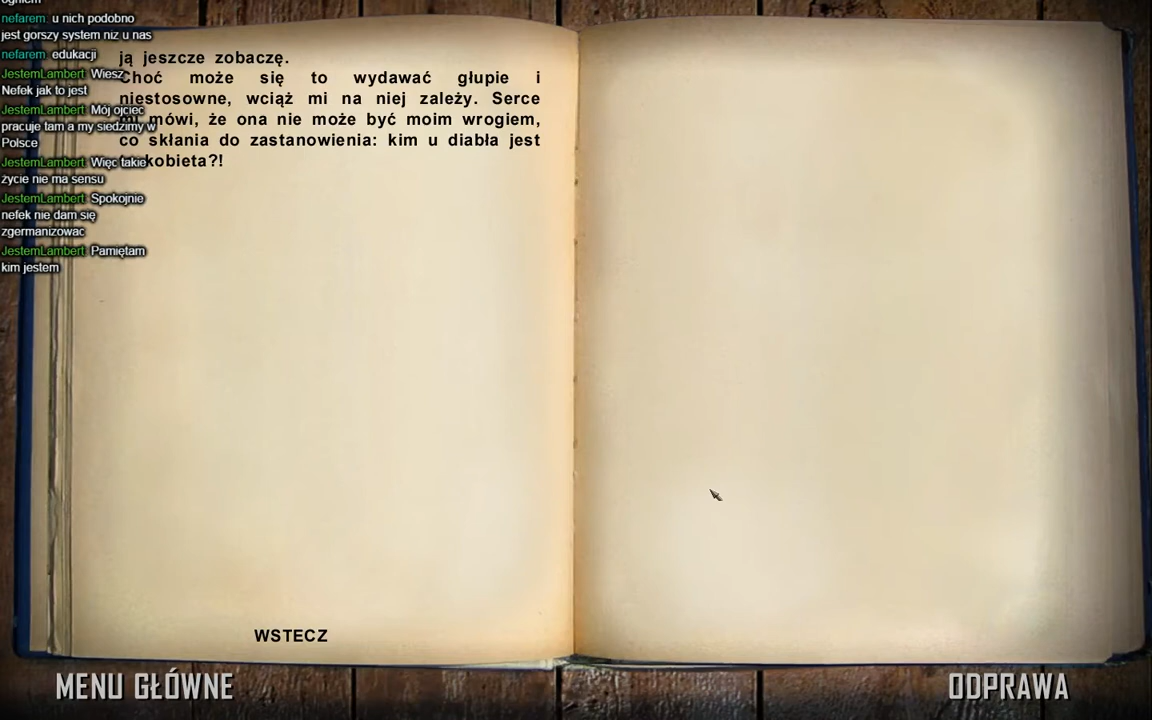 ogniem
nefarem: u nich podobno
jest gorszy system niz u nas
nefarem: edukacji
JestemLambert: Wiesz
Nefek jak to jest
JestemLambert: Mój ojciec
pracuje tam a my siedzimy w
Polsce
JestemLambert: Więc takie
życie nie ma sensu
JestemLambert: Spokojnie
nefek nie dam się
zgermanizowac
JestemLambert: Pamiętam
kim jestem
ją jeszcze zobaczę.
Choć może się to wydawać głupie i
niestosowne, wciąż mi na niej zależy. Serce
mówi, że ona nie może być moim wrogiem,
co skłania do zastanowienia: kim u diabła jest
kobieta?!
WSTECZ
MENU GŁÓWNE
ODPRAWA